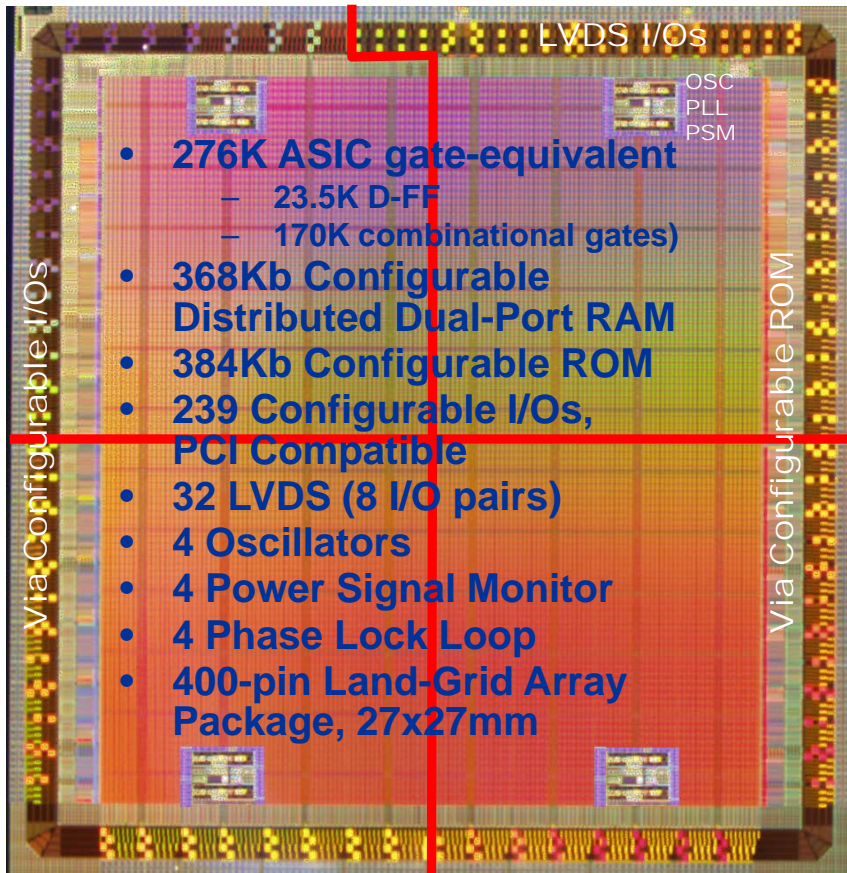 LVDS I/Os
OSC
PLL
PSM
• 276K ASIC gate-equivalent
– 23.5K D-FF
– 170K combinational gates)
• 368Kb Configurable
Distributed Dual-Port RAM
• 384Kb Configurable ROM
• 239 Configurable I/Os,
PCI Compatible
• 32 LVDS (8 I/O pairs)
• 4 Oscillators
• 4 Power Signal Monitor
• 4 Phase Lock Loop
• 400-pin Land-Grid Array
Package, 27x27mm
Via Configurable I/Os
Via Configurable ROM